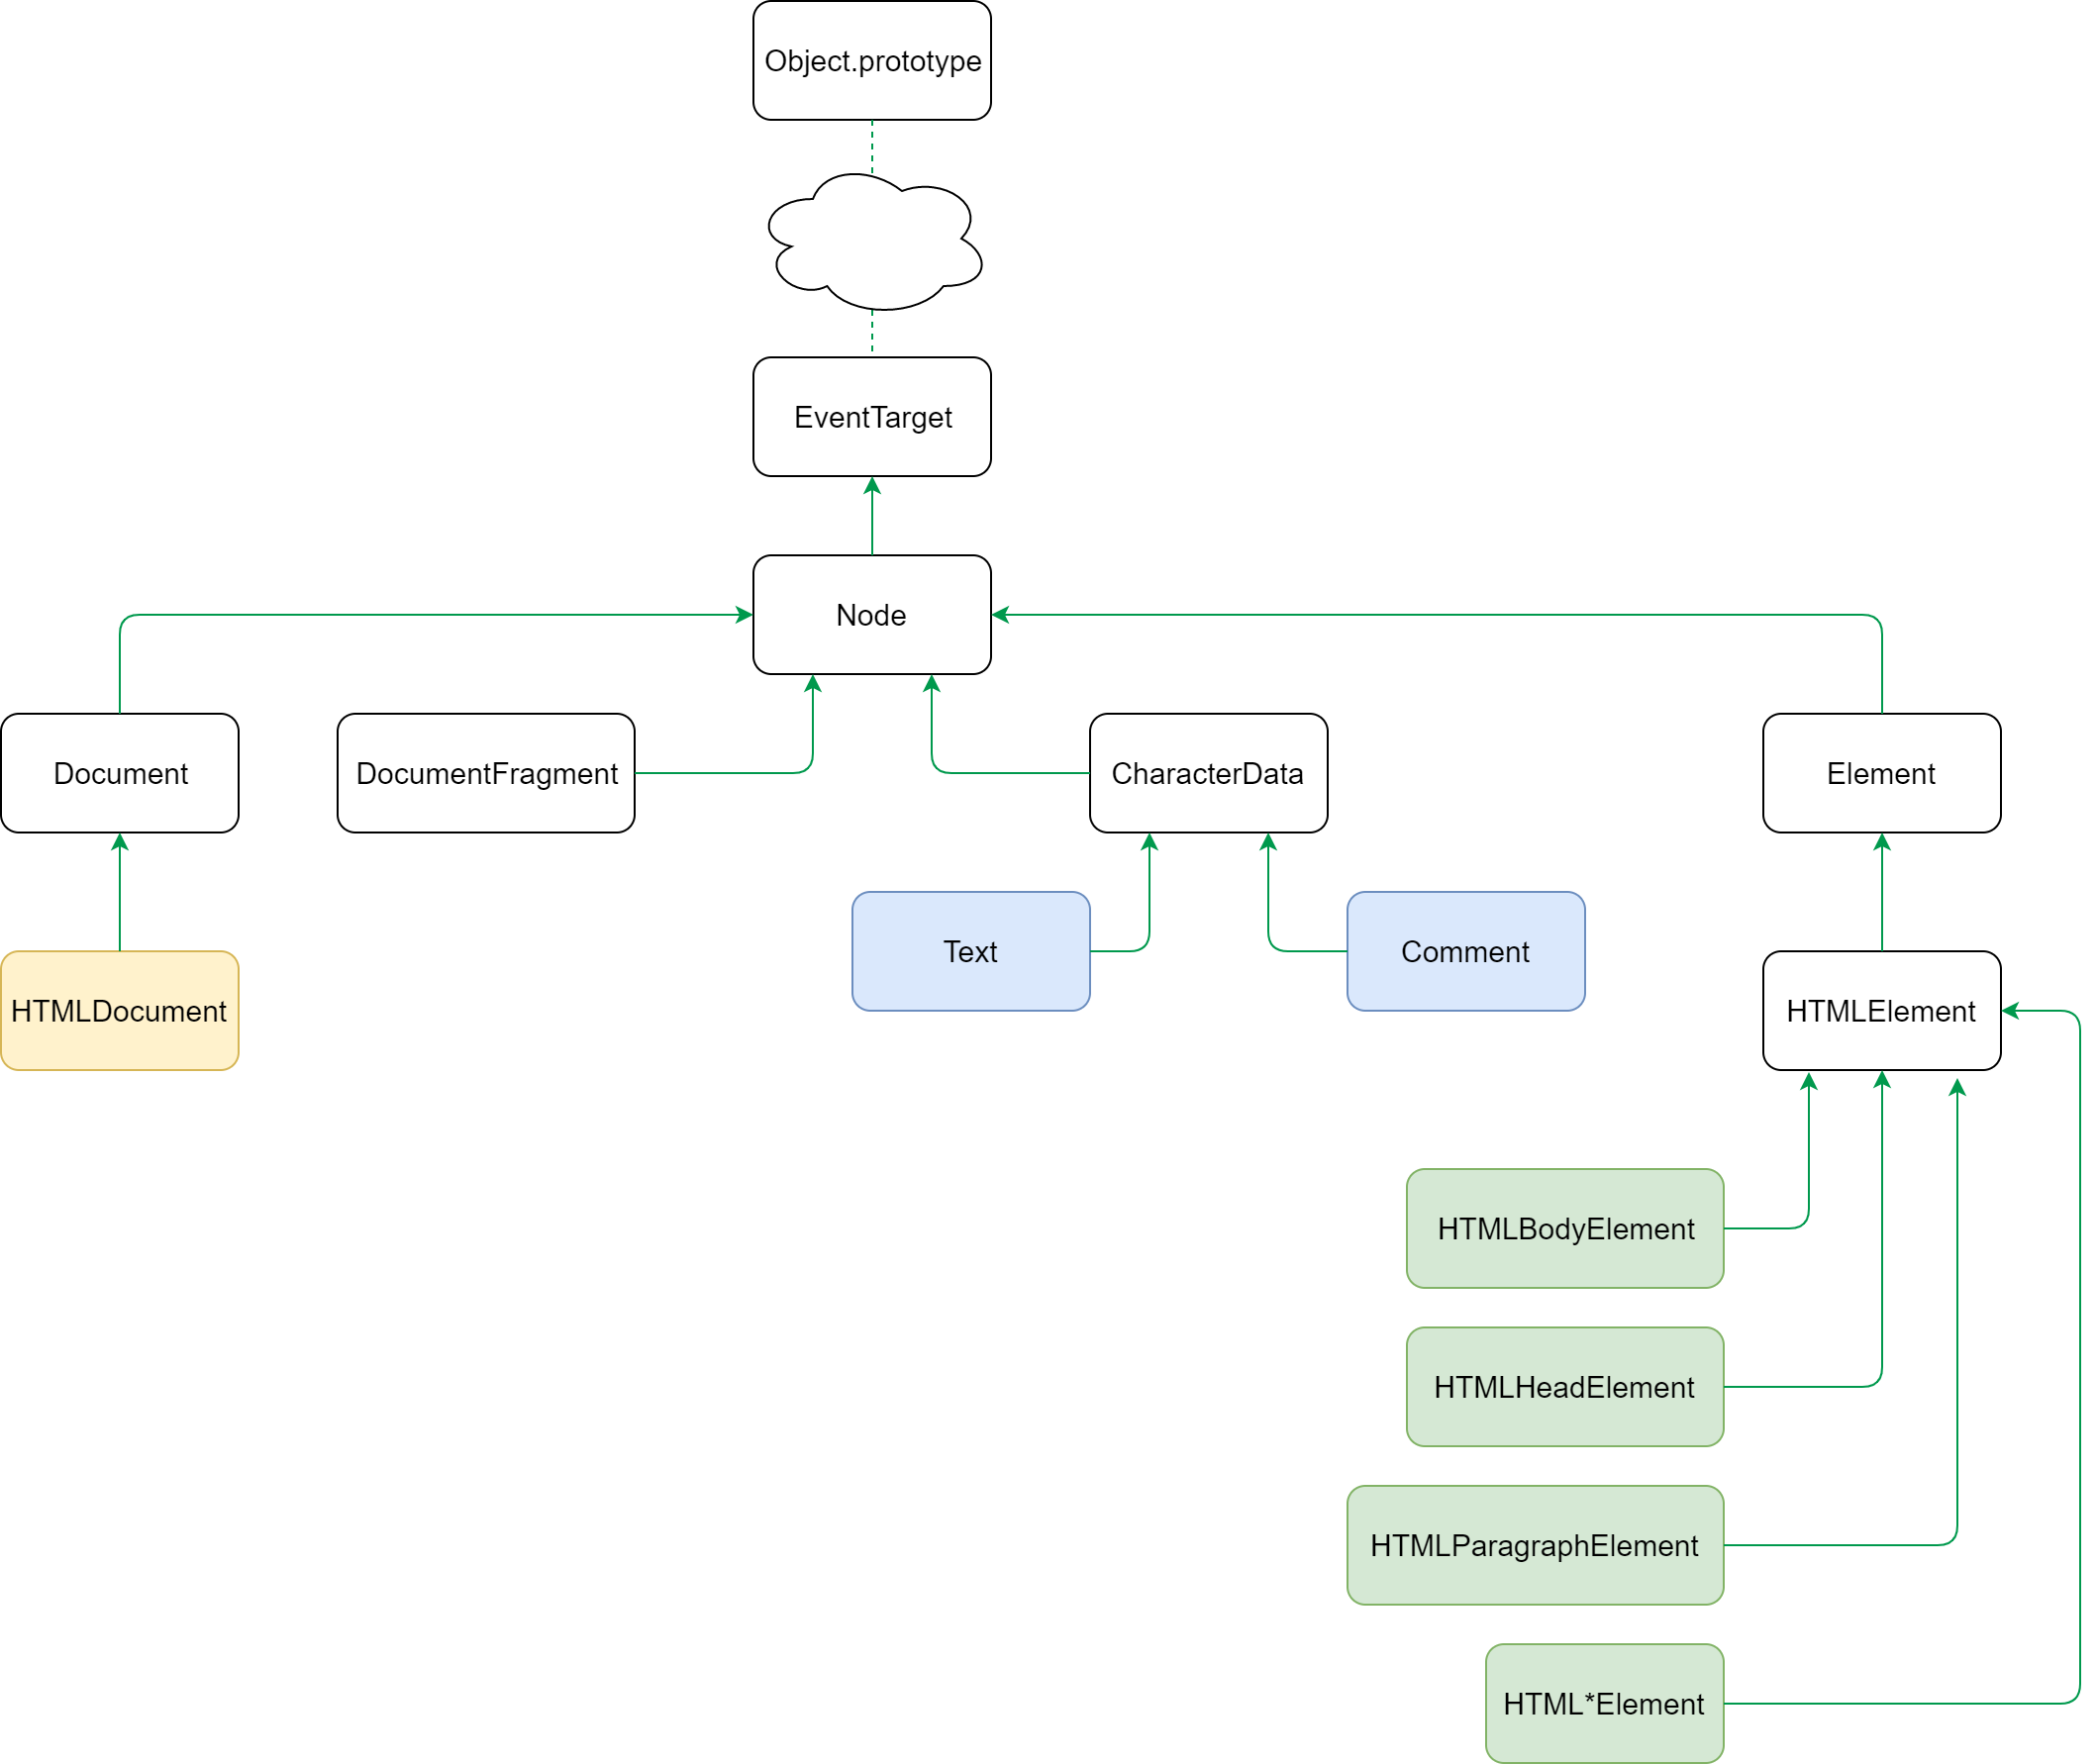 Object.prototype
EventTarget
Node
Document
DocumentFragment
CharacterData
Element
Text
Comment
HTMLDocument
HTMLElement
HTMLBodyElement
HTMLHeadElement
HTMLParagraphElement
HTML*Element